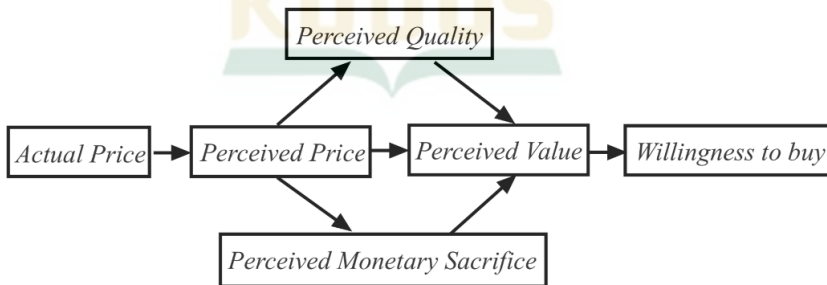 Perceived Quality
Actual Price
Perceived Price
Perceived Value
Willingness to buy
Perceived Monetary Sacrifice